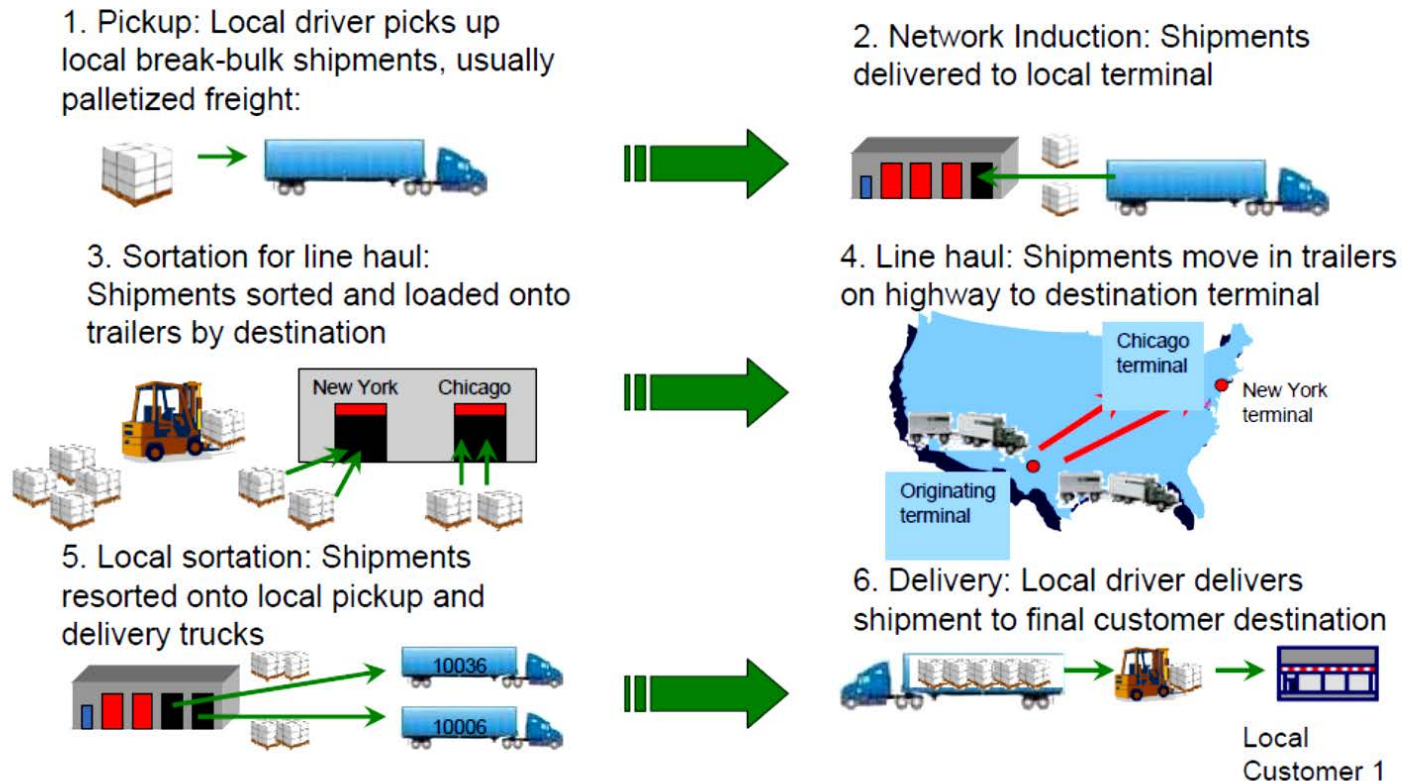 1. Pickup: Local driver picks up
local break-bulk shipments, usually
palletized freight:
2. Network Induction: Shipments
delivered to local terminal
3. Sortation for line haul:
Shipments sorted and loaded onto
trailers by destination
New York
Chicago
4. Line haul: Shipments move in trailers
on highway to destination terminal
Chicago
terminal
New York
terminal
Originating
terminal
5. Local sortation: Shipments
resorted onto local pickup and
delivery trucks
10036
10006
6. Delivery: Local driver delivers
shipment to final customer destination
Local
Customer 1